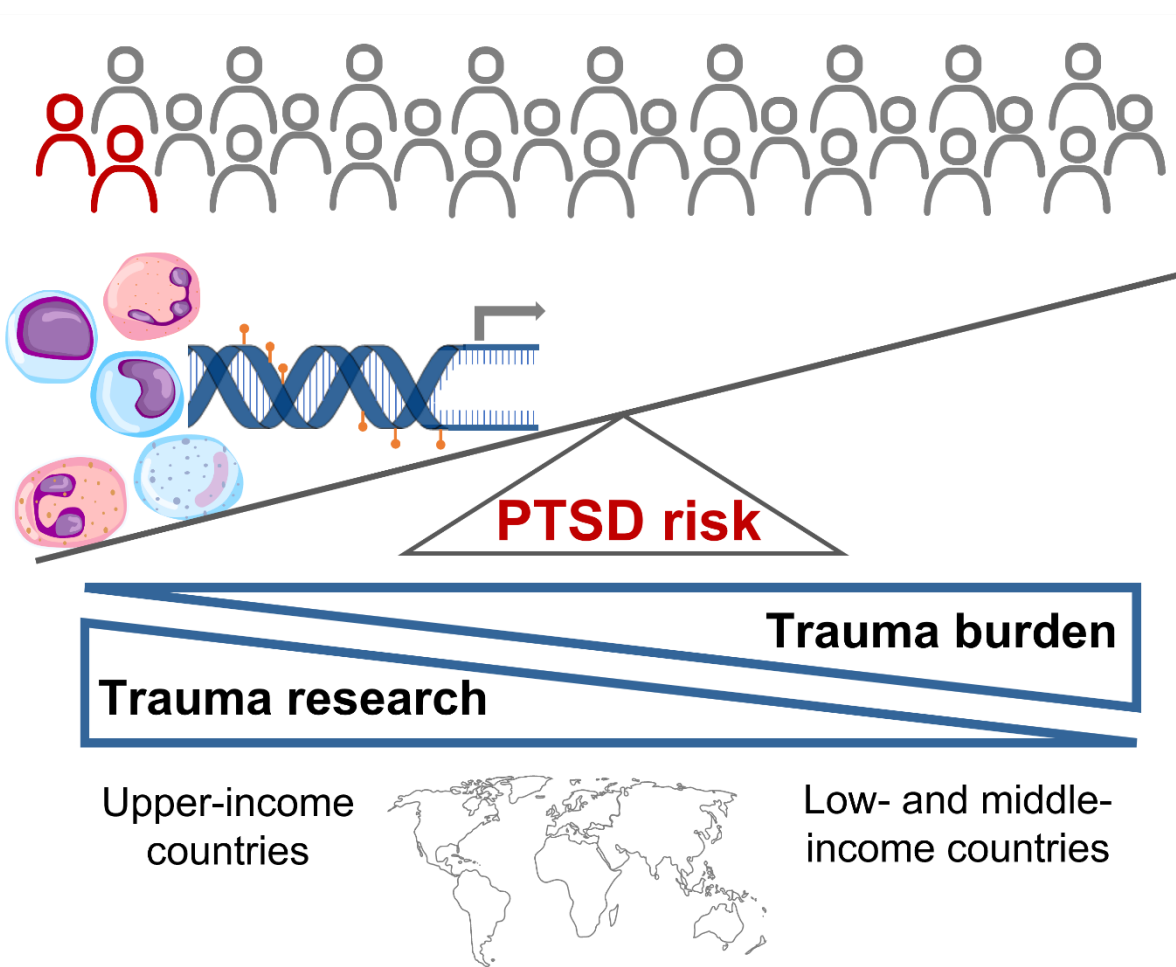 PTSD risk
Trauma burden
Trauma research
Upper-income
countries
Low- and middle-
income countries